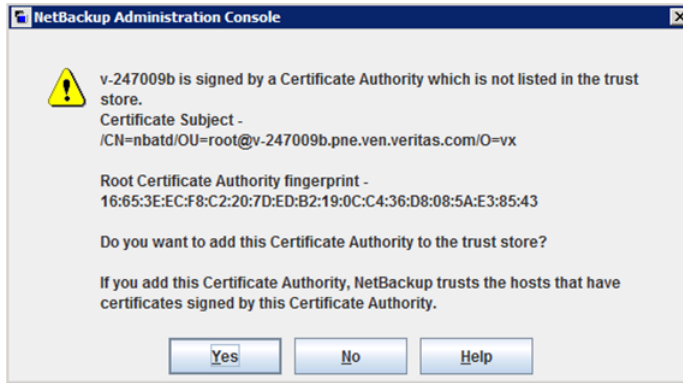 NetBackup Administration Console
v-247009b is signed by a Certificate Authority which is not listed in the trust
store.
Certificate Subject -
/CN=nbatd/OU=root@v-247009b.pne.ven.veritas.com/O=vx
Root Certificate Authority fingerprint -
16:65:3E:EC:F8:C2:20:7D:ED:B2:19:0C:C4:36:D8:08:5A:E3:85:43
Do you want to add this Certificate Authority to the trust store?
If you add this Certificate Authority, NetBackup trusts the hosts that have
certificates signed by this Certificate Authority.
Yes No Help